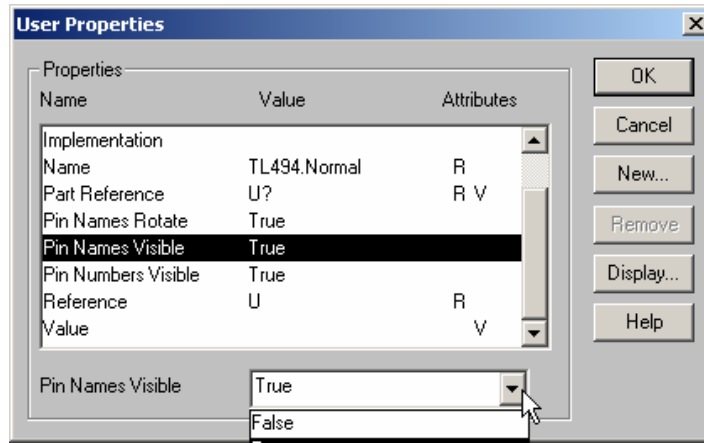 User Properties
Properties
Name Value Attributes
Implementation
Name TL494.Normal R
Part Reference U? R V
Pin Names Rotate True
Pin Names Visible True
Pin Numbers Visible True
Reference U R
Value V
Pin Names Visible True
False
OK
Cancel
New...
Remove
Display...
Help